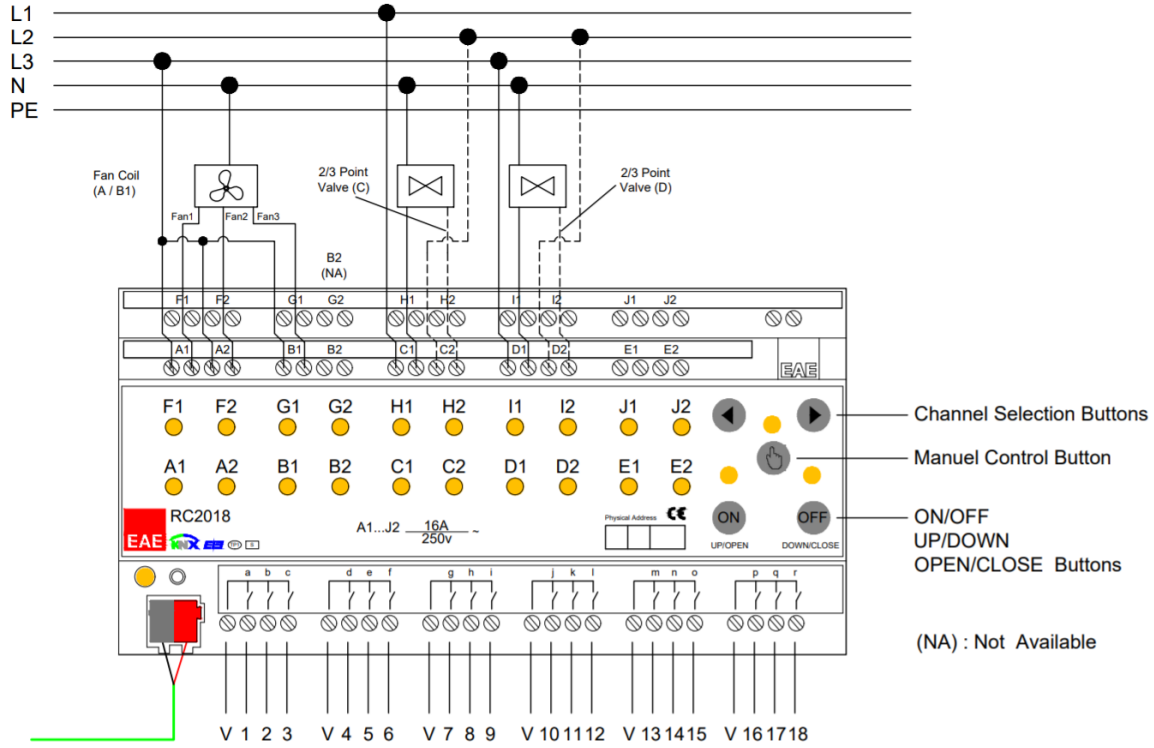 L1
L2
L3
N
PE
Fan Coil
(A / B1)
2/3 Point
Valve (C)
2/3 Point
Valve (D)
Fan1 Fan2 Fan3
B2
(NA)
F1 F2 G1 G2 H1 H2 I1 I2 J1 J2
A1 A2 B1 B2 C1 C2 D1 D2 E1 E2
EAE
F1 F2 G1 G2 H1 H2 I1 I2 J1 J2
Channel Selection Buttons
Manuel Control Button
A1 A2 B1 B2 C1 C2 D1 D2 E1 E2
RC2018
EAE KNX
A1...J2 16A ~
250v
Physical Address CE
ON OFF
UP/OPEN DOWN/CLOSE
ON/OFF
UP/DOWN
OPEN/CLOSE Buttons
a b c d e f g h i j k l m n o p q r
(NA) : Not Available
V 1 2 3 V 4 5 6 V 7 8 9 V 10 11 12 V 13 14 15 V 16 17 18